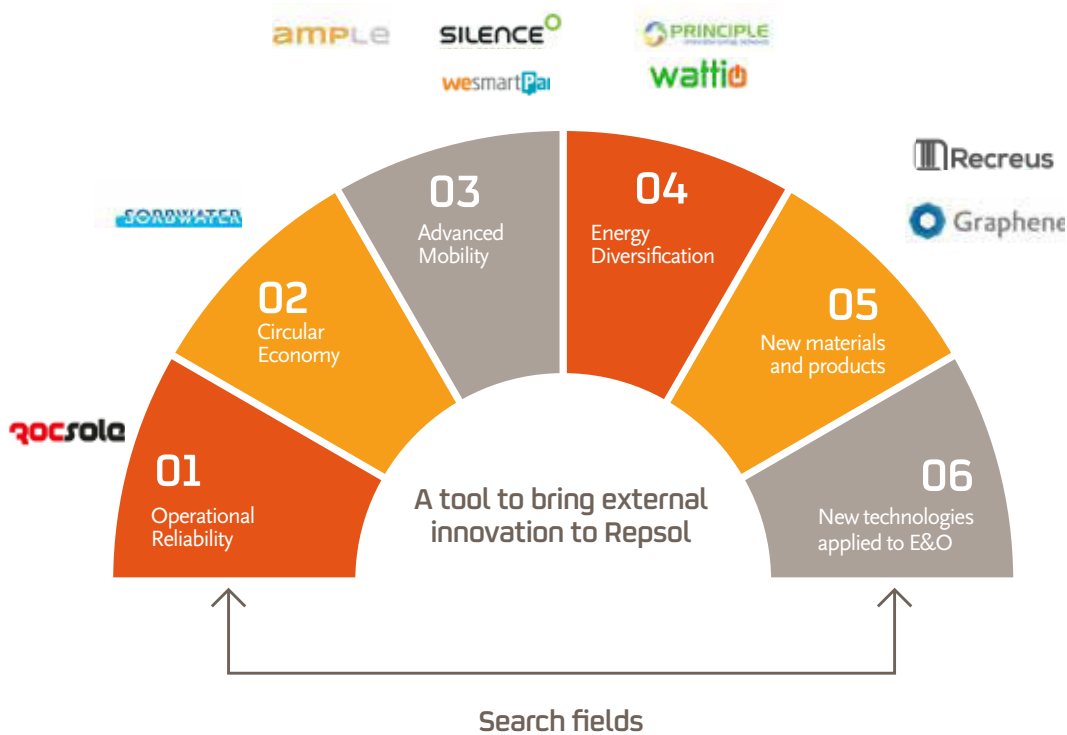 AMPLE
SILENCE
PRINCIPLE
wesmartPar
wattio
Recreus
SORBWATER
Graphene
03
Advanced
Mobility
04
Energy
Diversification
02
Circular
Economy
05
New materials
and products
rocsole
01
Operational
Reliability
A tool to bring external
innovation to Repsol
06
New technologies
applied to E&O
Search fields